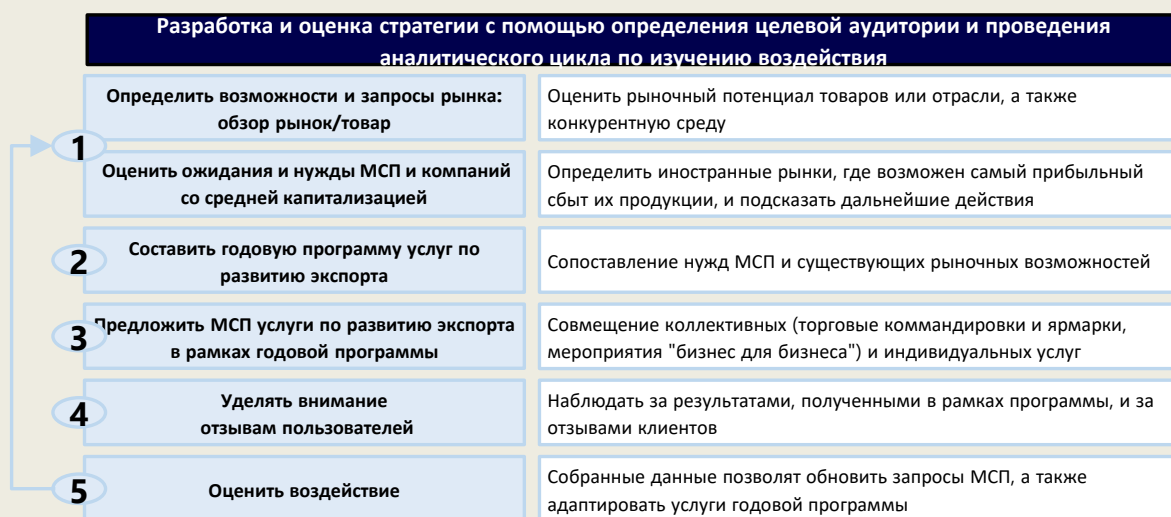 Разработка и оценка стратегии с помощью определения целевой аудитории и проведения
аналитического цикла по изучению воздействия
Определить возможности и запросы рынка:
обзор рынок/товар
Оценить рыночный потенциал товаров или отрасли, а также
конкурентную среду
1
Оценить ожидания и нужды МСП и компаний
со средней капитализацией
Определить иностранные рынки, где возможен самый прибыльный
сбыт их продукции, и подсказать дальнейшие действия
2
Составить годовую программу услуг по
развитию экспорта
Сопоставление нужд МСП и существующих рыночных возможностей
3
Предложить МСП услуги по развитию экспорта
в рамках годовой программы
Совмещение коллективных (торговые коммандировки и ярмарки,
мероприятия "бизнес для бизнеса") и индивидуальных услуг
4
Уделять внимание
отзывам пользователей
Наблюдать за результатами, полученными в рамках программы, и за
отзывами клиентов
5
Оценить воздействие
Собранные данные позволят обновить запросы МСП, а также
адаптировать услуги годовой программы